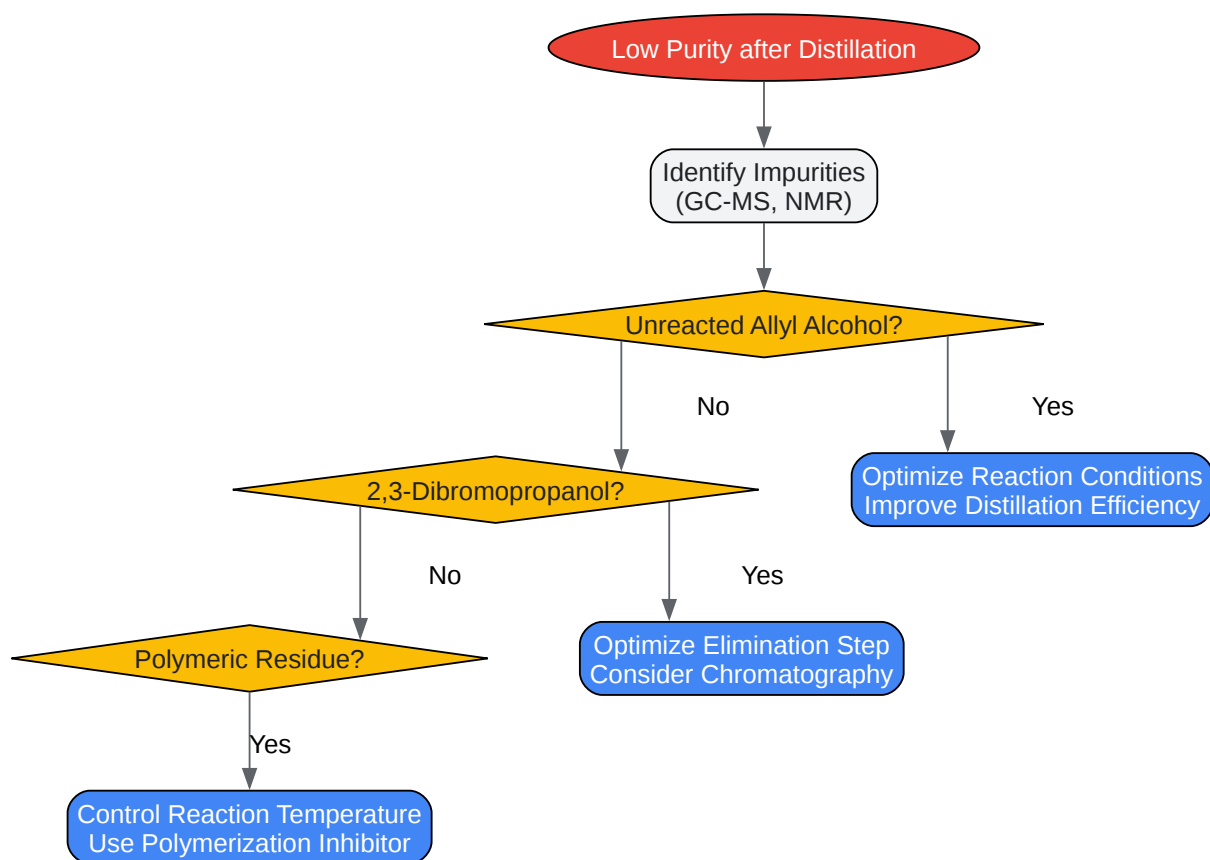 Low Purity after Distillation
Identify Impurities
(GC-MS, NMR)
Unreacted Allyl Alcohol?
No
Yes
Optimize Reaction Conditions
Improve Distillation Efficiency
2,3-Dibromopropanol?
No
Yes
Optimize Elimination Step
Consider Chromatography
Polymeric Residue?
Yes
Control Reaction Temperature
Use Polymerization Inhibitor